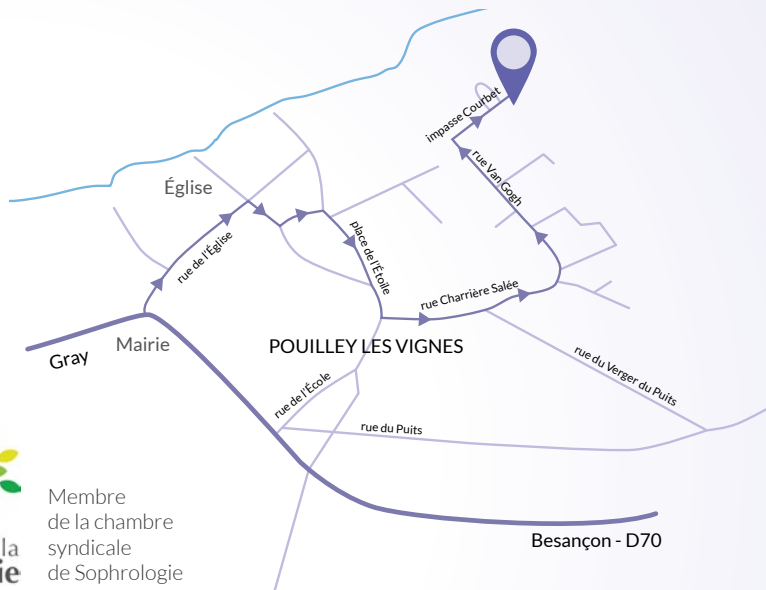 impasse Courbet
rue Van Gogh
Église
rue de l'Église
place de l'Étoile
rue Charrière Salée
Mairie
Gray
POUILLEY LES VIGNES
rue de l'École
rue du Verger du Puits
rue du Puits
Besançon - D70
Membre
de la chambre
syndicale
de Sophrologie
la
ie